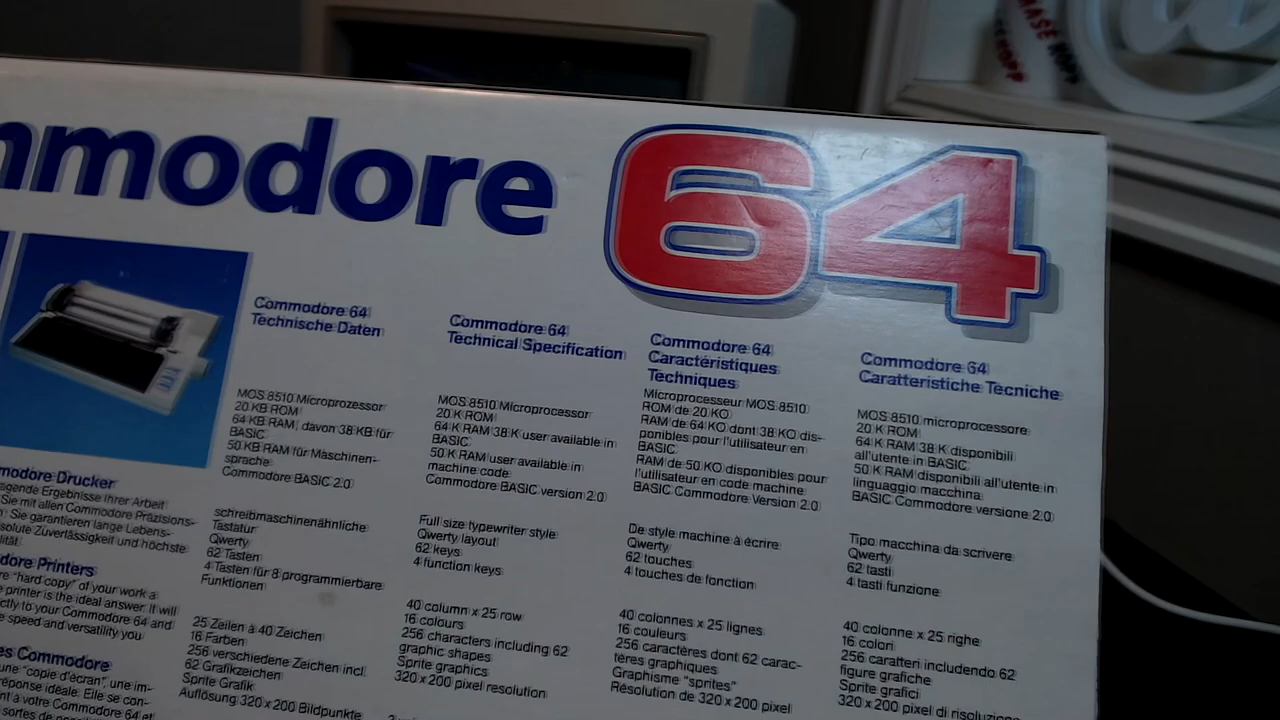 mmodore 64
Commodore 64
Technische Daten
MOS 8510 Microprozessor
20 KB ROM
64 KB RAM, davon 38 KB für
BASIC
50 KB RAM für Maschinen-
sprache
Commodore BASIC 2.0
schreibmaschinenähnliche
Tastatur
Qwerty
62 Tasten
4 Tasten für 8 programmierbare
Funktionen
25 Zeilen à 40 Zeichen
16 Farben
256 verschiedene Zeichen incl.
62 Grafikzeichen
Sprite Grafik
Auflösung 320 x 200 Bildpunkte
Commodore 64
Technical Specification
MOS 8510 Microprocessor
20 K ROM
64 K RAM 38 K user available in
BASIC
50 K RAM user available in
machine code
Commodore BASIC version 2.0
Full size typewriter style
Qwerty layout
62 keys
4 function keys
40 column x 25 row
16 colours
256 characters including 62
graphic shapes
Sprite graphics
320 x 200 pixel resolution
Commodore 64
Caractéristiques
Techniques
Microprocesseur MOS 8510
ROM de 20 KO
RAM de 64 KO dont 38 KO dis-
ponibles pour l'utilisateur en
BASIC
RAM de 50 KO disponibles pour
l'utilisateur en code machine
BASIC Commodore Version 2.0
De style machine à écrire
Qwerty
62 touches
4 touches de fonction
40 colonnes x 25 lignes
16 couleurs
256 caractères dont 62 carac-
tères graphiques
Graphisme "sprites"
Résolution de 320 x 200 pixel
Commodore 64
Caratteristiche Tecniche
MOS 8510 microprocessore
20 K ROM
64 K RAM 38 K disponibili
all'utente in BASIC
50 K RAM disponibili all'utente in
linguaggio macchina
BASIC Commodore versione 2.0
Tipo macchina da scrivere
Qwerty
62 tasti
4 tasti funzione
40 colonne x 25 righe
16 colori
256 caratteri includendo 62
figure grafiche
Sprite grafici
320 x 200 pixel di risoluzione
modore Drucker
agende Ergebnisse Ihrer Arbeit
Sie mit allen Commodore Präzisions-
n: Sie garantieren lange Lebens-
solute Zuverlässigkeit und höchste
lität.
dore Printers
re "hard copy" of your work a
e printer is the ideal answer. It will
ctly to your Commodore 64 and
e speed and versatility you
es Commodore
une "copie d'écran", une im-
réponse idéale. Elle se con-
nt à votre Commodore 64 et
sortes de